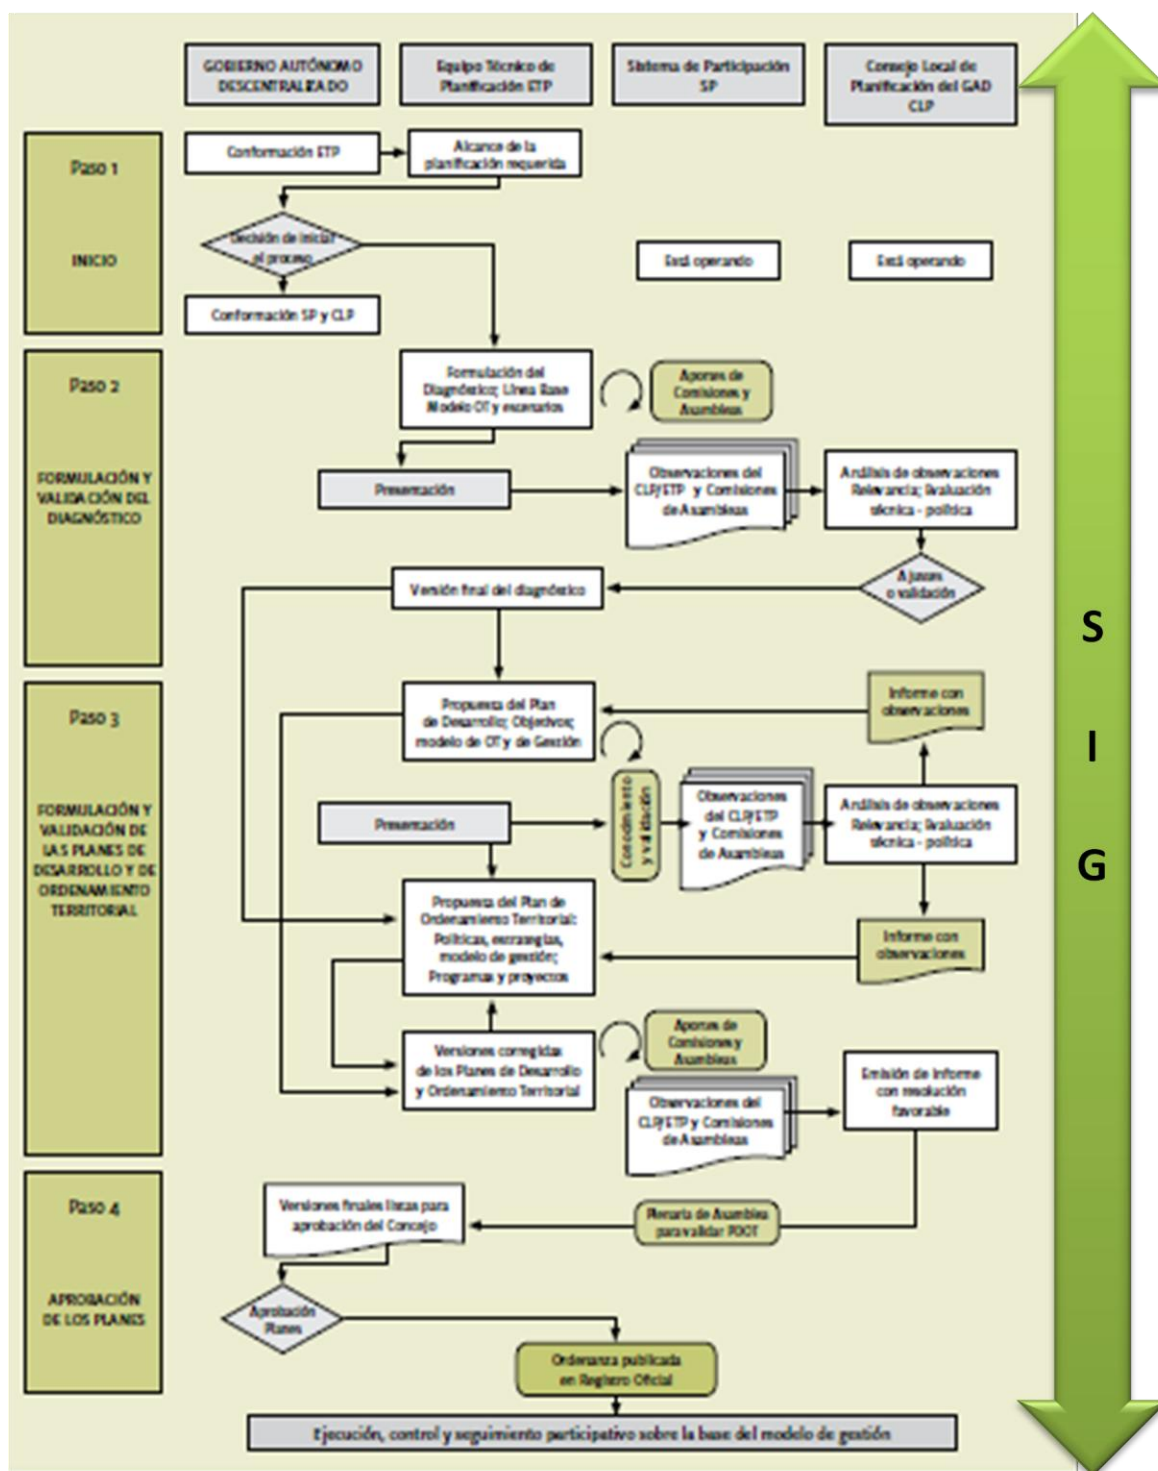 GOBIERNO AUTÓNOMO
DESCENTRALIZADO
Equipo Técnico de
Planificación ETP
Sistema de Participación
SP
Consejo Local de
Planificación del GAD
CLP
Paso 1
INICIO
Conformación ETP
Alcance de la
planificación requerida
Decisión de iniciar
el proceso
Conformación SP y CLP
Está operando
Está operando
Paso 2
FORMULACIÓN Y
VALIDACIÓN DEL
DIAGNÓSTICO
Formulación del
Diagnóstico; Línea Base
Modelo OT y escenarios
Aportes de
Comisiones y
Asambleas
Presentación
Observaciones del
CLP/ETP y Comisiones
de Asambleas
Análisis de observaciones
Relevancia; Evaluación
técnica - política
Ajustes
o validación
Versión final del diagnóstico
Paso 3
FORMULACIÓN Y
VALIDACIÓN DE
LAS PLANES DE
DESARROLLO Y DE
ORDENAMIENTO
TERRITORIAL
Propuesta del Plan
de Desarrollo; Objetivos;
modelo de OT y de Gestión
Informe con
observaciones
Presentación
Conocimiento
y validación
Observaciones
del CLP/ETP
y Comisiones
de Asambleas
Análisis de observaciones
Relevancia; Evaluación
técnica - política
Propuesta del Plan de
Ordenamiento Territorial:
Políticas, estrategias,
modelo de gestión;
Programas y proyectos
Informe con
observaciones
Versiones corregidas
de los Planes de Desarrollo
y Ordenamiento Territorial
Aportes de
Comisiones y
Asambleas
Observaciones del
CLP/ETP y Comisiones
de Asambleas
Emisión de informe
con resolución
favorable
Paso 4
APROBACIÓN
DE LOS PLANES
Versiones finales listas para
aprobación del Concejo
Plenaria de Asamblea
para validar PDOT
Aprobación
Planes
Ordenanza publicada
en Registro Oficial
Ejecución, control y seguimiento participativo sobre la base del modelo de gestión
S
I
G